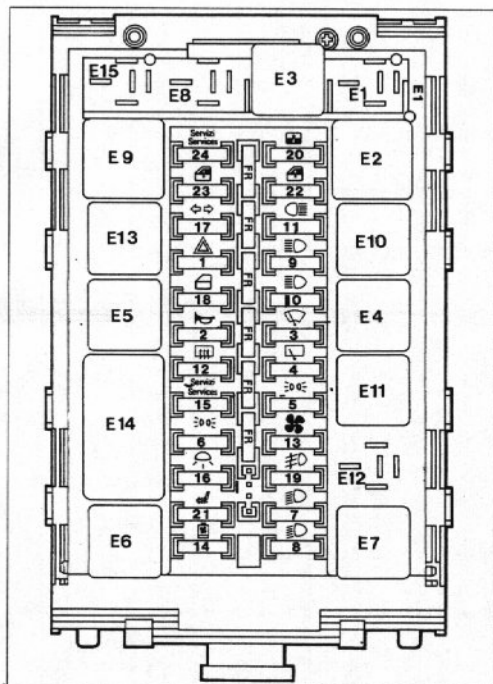 E15
E8
E3
E1
E1
E9
Servizi
Services
24
20
E2
23
22
FR
17
11
FR
E13
1
9
E10
18
10
FR
E5
2
3
E4
FR
12
4
Servizi
Services
15
5
FR
E11
E14
6
13
FR
16
19
E12
21
7
E6
14
8
E7